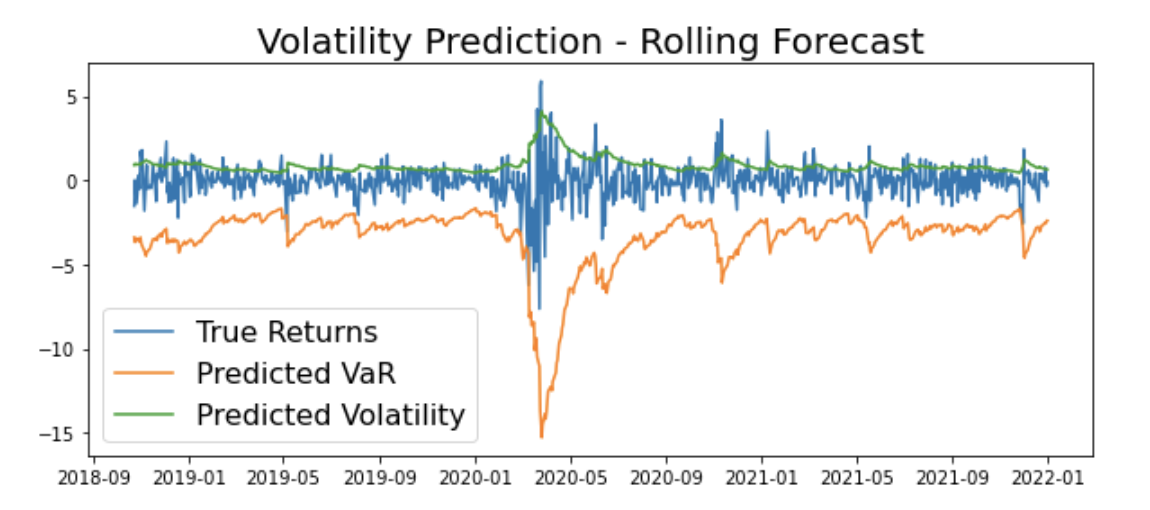 Volatility Prediction - Rolling Forecast
5
0
−5
−10
−15
True Returns
Predicted VaR
Predicted Volatility
2018-09 2019-01 2019-05 2019-09 2020-01 2020-05 2020-09 2021-01 2021-05 2021-09 2022-01